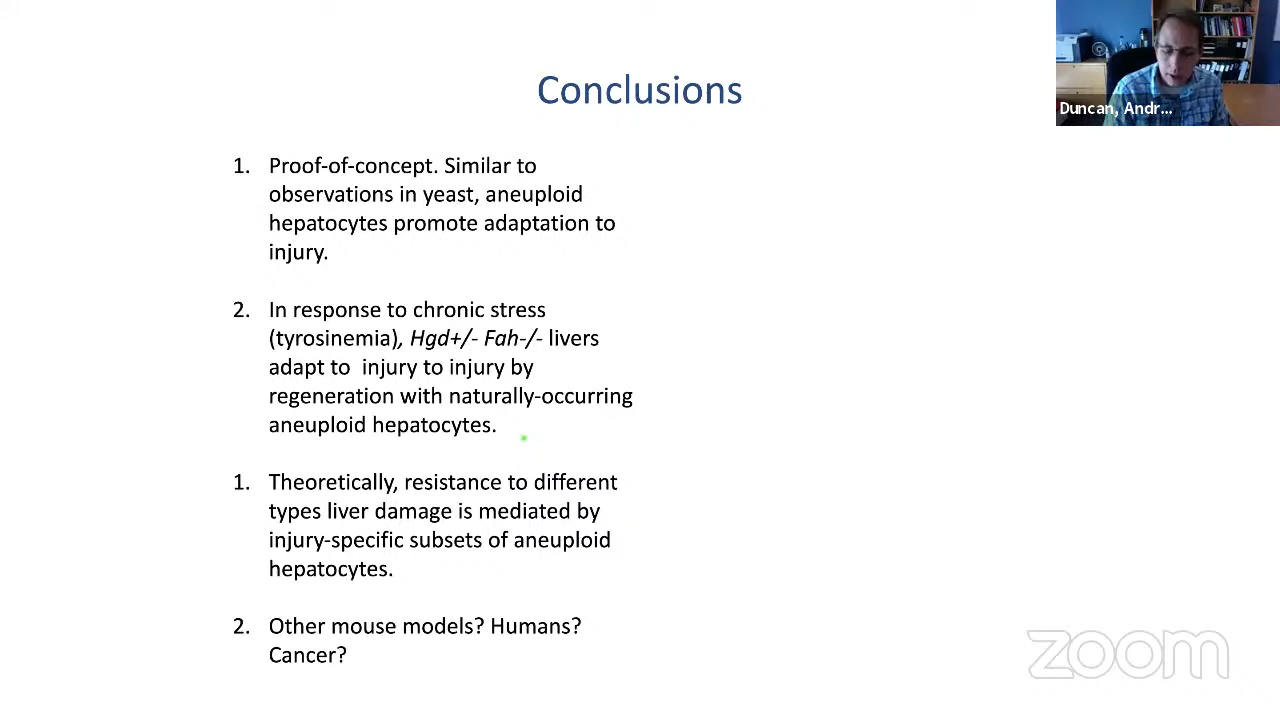 Conclusions
Duncan, Andr...
1. Proof-of-concept. Similar to
observations in yeast, aneuploid
hepatocytes promote adaptation to
injury.
2. In response to chronic stress
(tyrosinemia), Hgd+/- Fah-/- livers
adapt to  injury to injury by
regeneration with naturally-occurring
aneuploid hepatocytes.
1. Theoretically, resistance to different
types liver damage is mediated by
injury-specific subsets of aneuploid
hepatocytes.
2. Other mouse models? Humans?
Cancer?
zoom